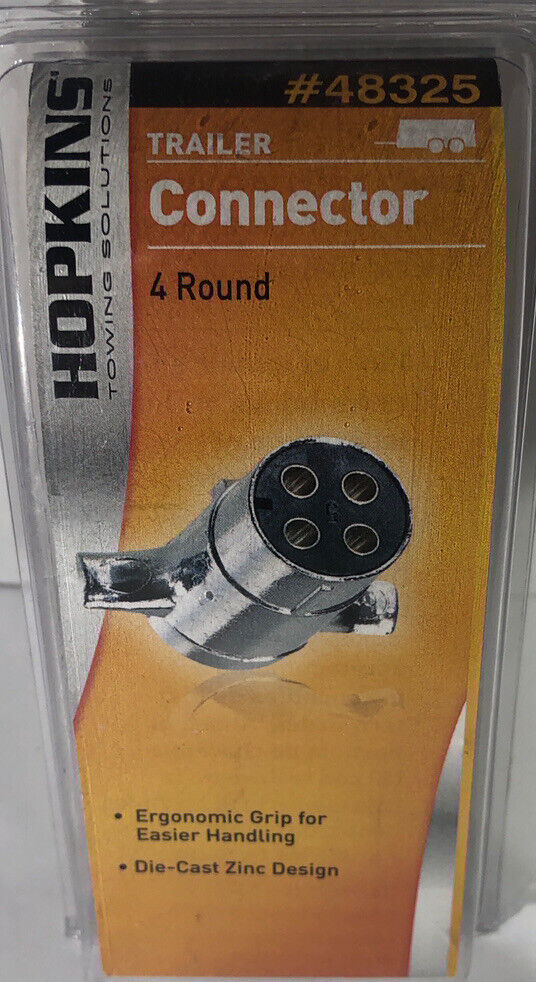 #48325
HOPKINS
TOWING SOLUTIONS
TRAILER
Connector
4 Round
• Ergonomic Grip for
Easier Handling
• Die-Cast Zinc Design